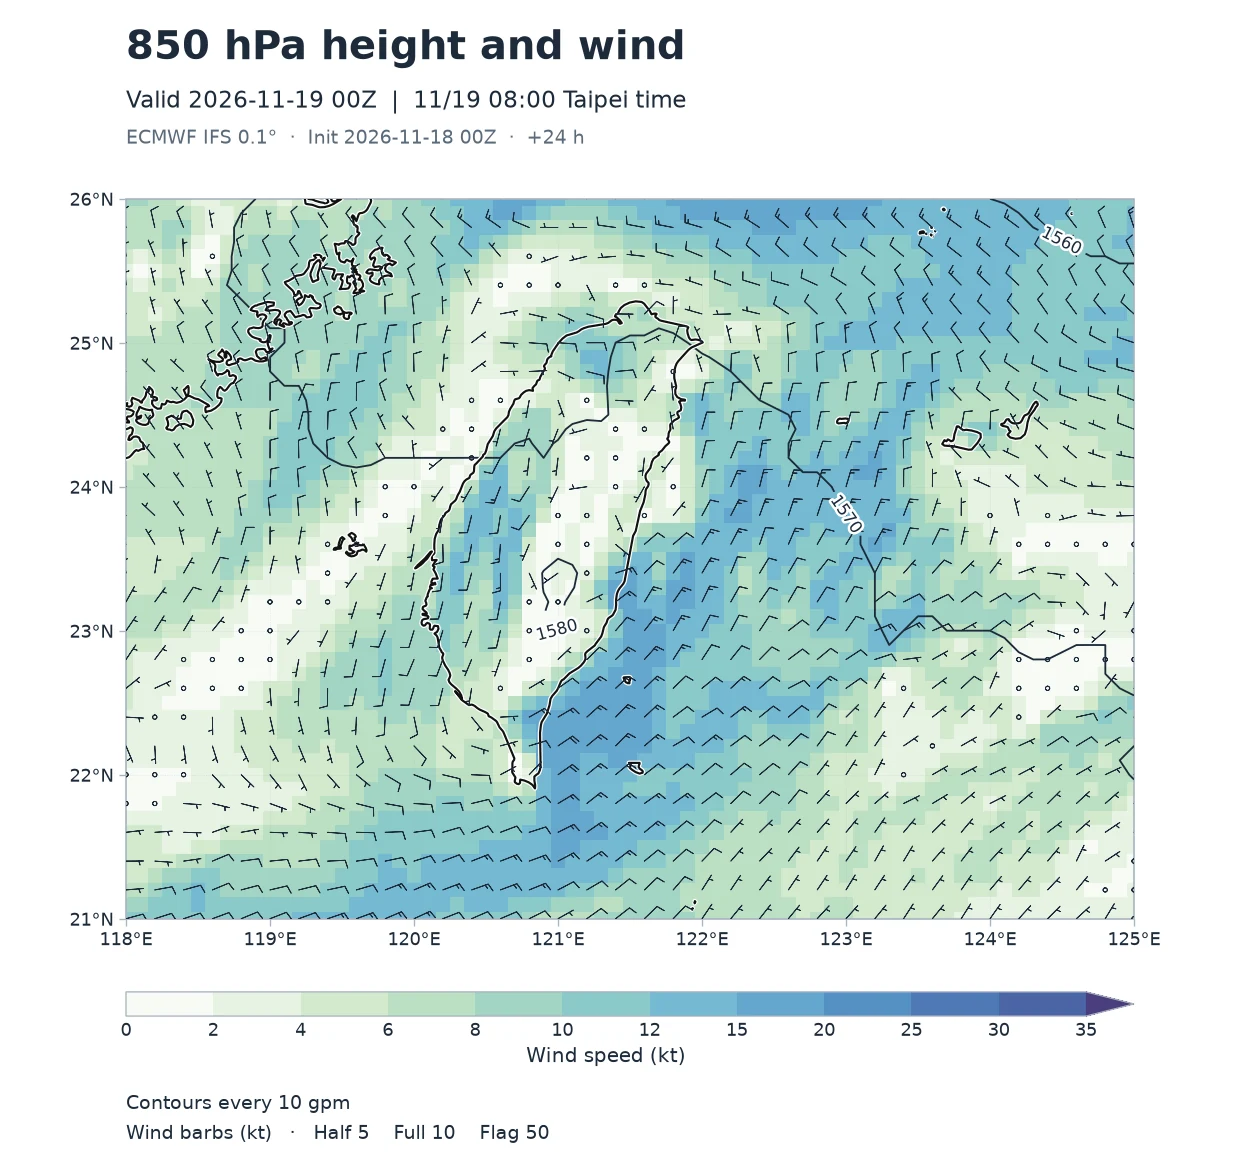 850 hPa height and wind
Valid 2026-11-19 00Z | 11/19 08:00 Taipei time
ECMWF IFS 0.1° · Init 2026-11-18 00Z · +24 h
26°N
1560
25°N
24°N
1570
23°N
1580
22°N
21°N
118°E 119°E 120°E 121°E 122°E 123°E 124°E 125°E
0 2 4 6 8 10 12 15 20 25 30 35
Wind speed (kt)
Contours every 10 gpm
Wind barbs (kt) · Half 5 Full 10 Flag 50